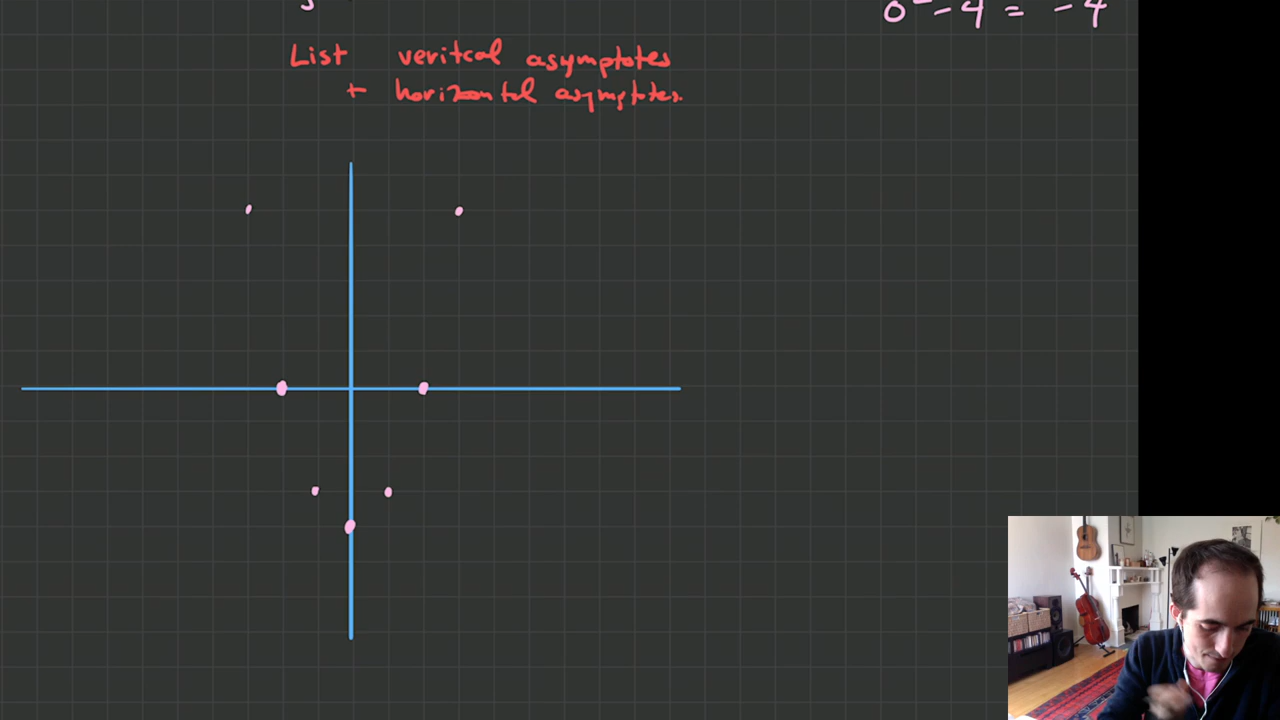 0² - 4 = -4
List veritcal asymptotes
+ horizontal asymptotes.